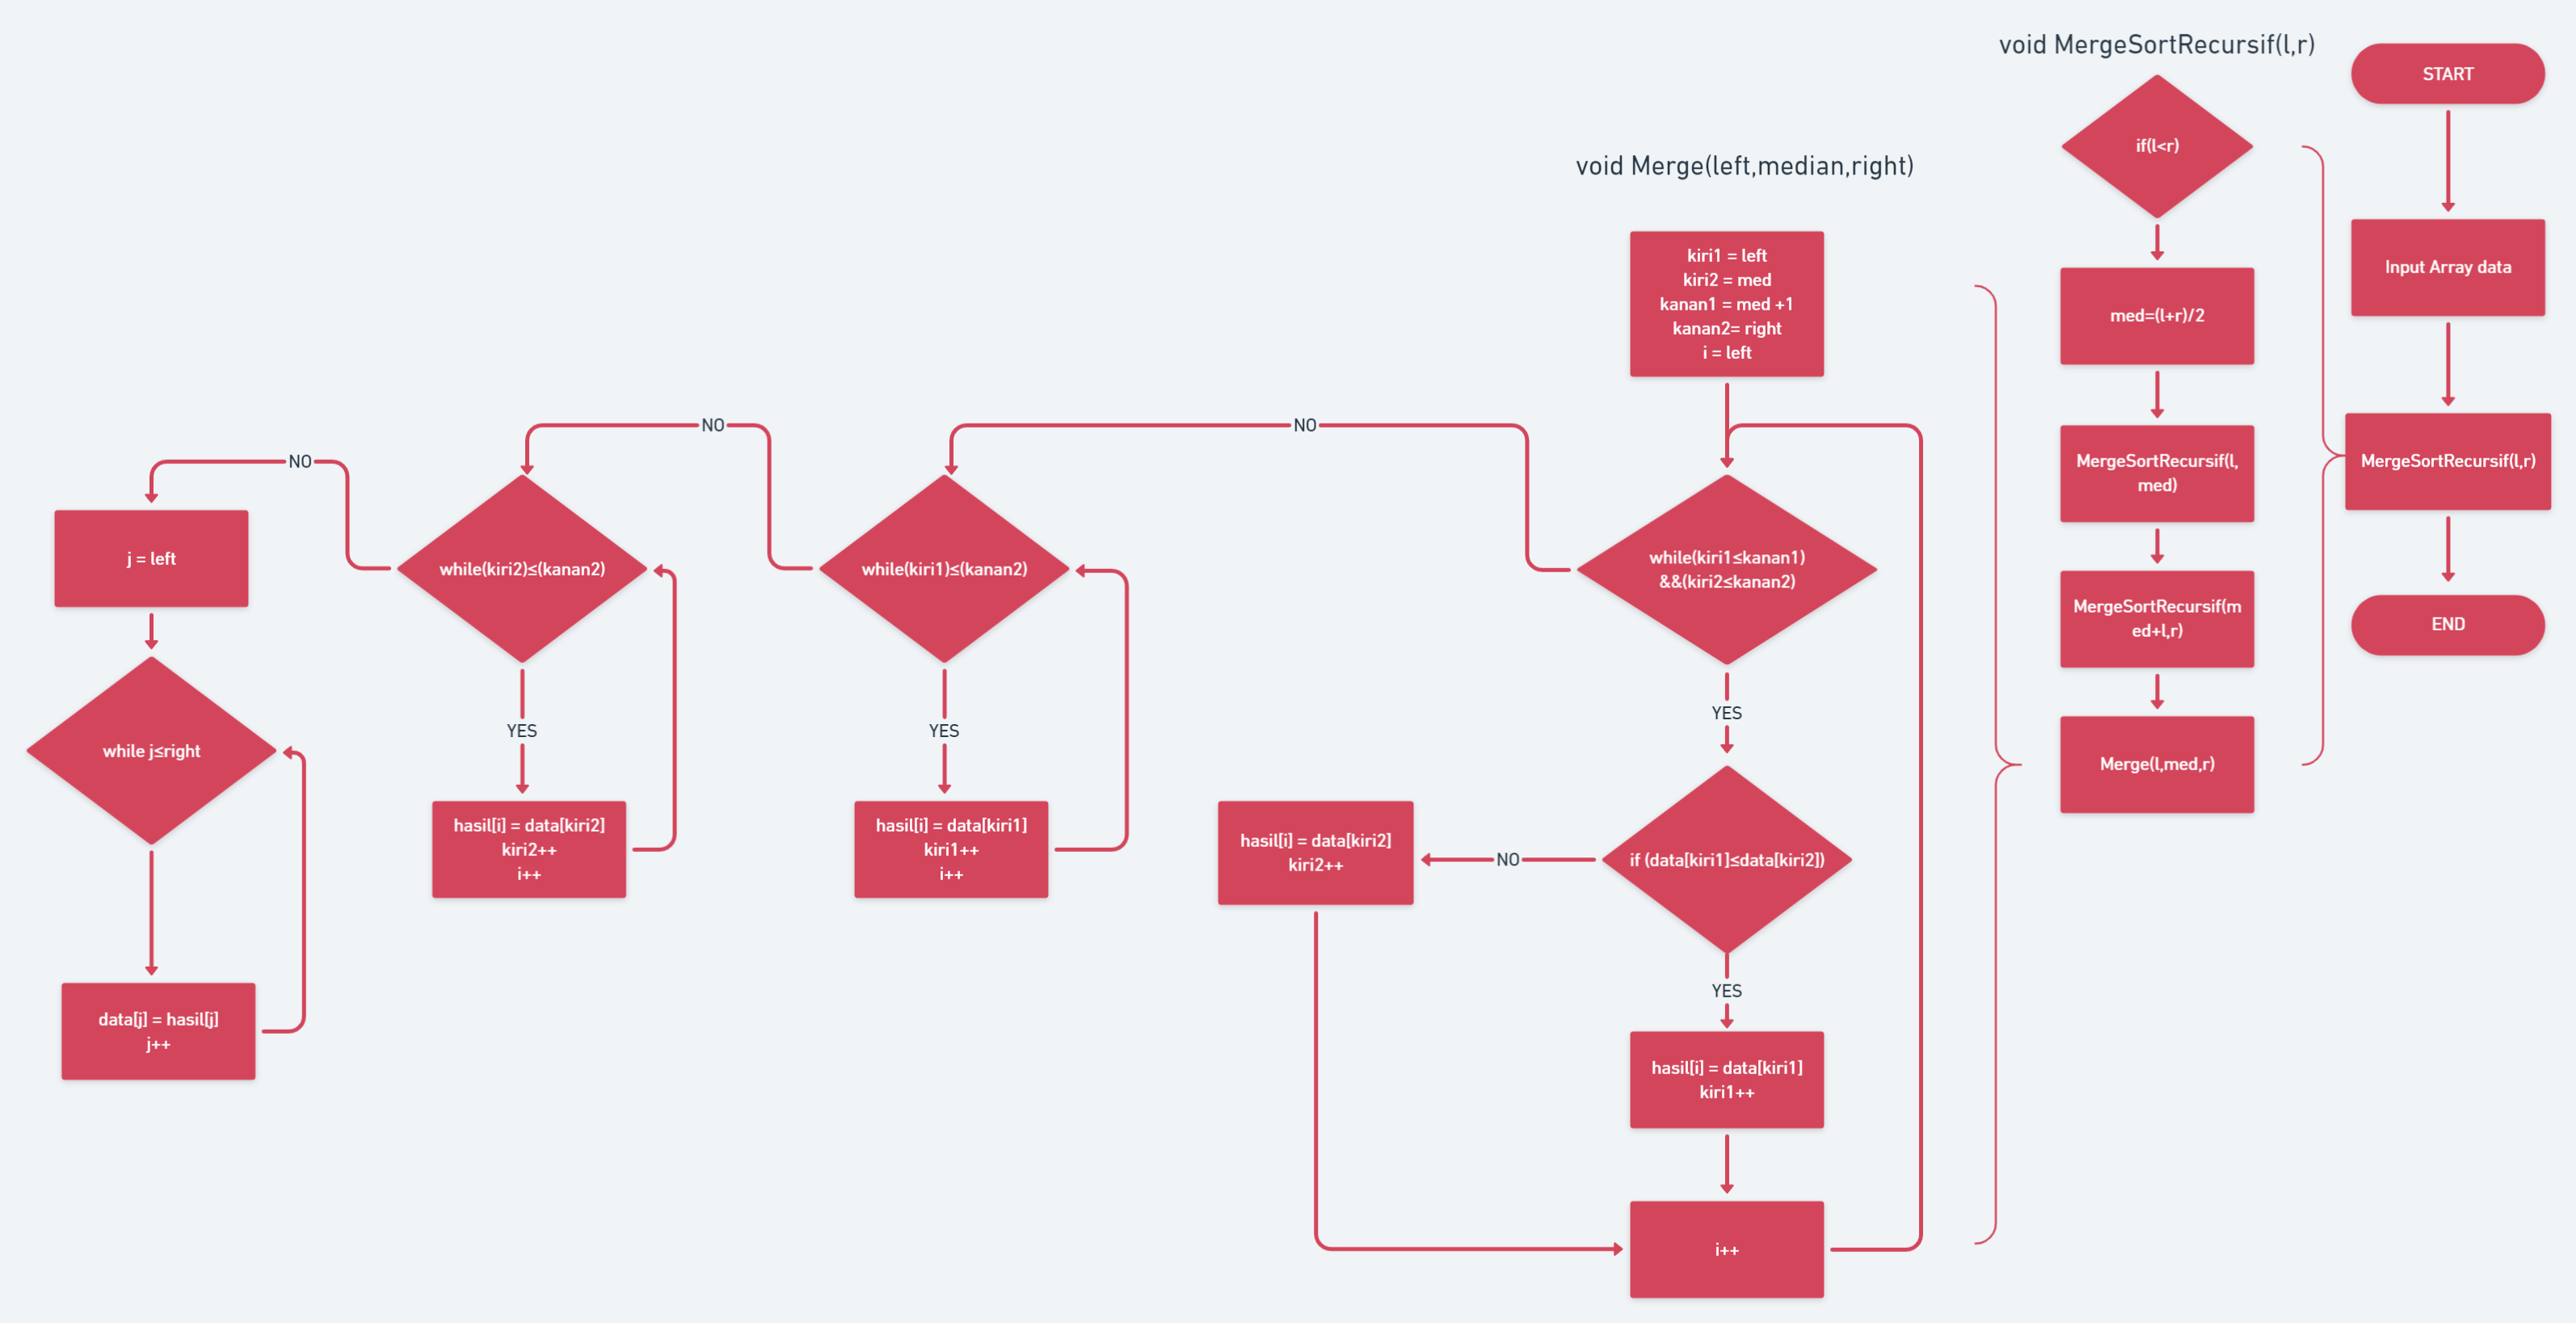 void MergeSortRecursif(l,r)
START
if(l<r)
void Merge(left,median,right)
kiri1 = left
kiri2 = med
kanan1 = med +1
kanan2= right
i = left
Input Array data
med=(l+r)/2
NO
NO
NO
MergeSortRecursif(l,
med)
MergeSortRecursif(l,r)
j = left
while(kiri2)≤(kanan2)
while(kiri1)≤(kanan2)
while(kiri1≤kanan1)
&&(kiri2≤kanan2)
MergeSortRecursif(m
ed+l,r)
END
YES
YES
YES
while j≤right
Merge(l,med,r)
hasil[i] = data[kiri2]
kiri2++
i++
hasil[i] = data[kiri1]
kiri1++
i++
hasil[i] = data[kiri2]
kiri2++
NO
if (data[kiri1]≤data[kiri2])
YES
data[j] = hasil[j]
j++
hasil[i] = data[kiri1]
kiri1++
i++